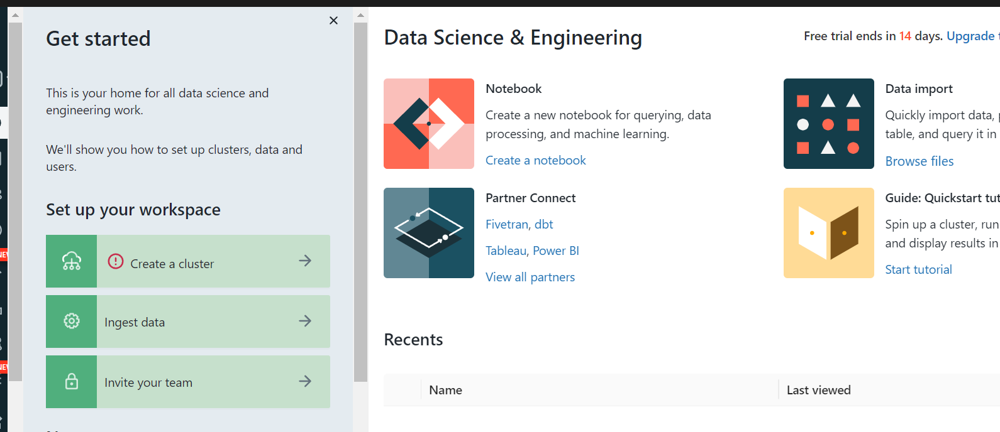 Get started
This is your home for all data science and
engineering work.
We'll show you how to set up clusters, data and
users.
Set up your workspace
Create a cluster
Ingest data
Invite your team
Data Science & Engineering
Free trial ends in 14 days. Upgrade
Notebook
Create a new notebook for querying, data
processing, and machine learning.
Create a notebook
Data import
Quickly import data,
table, and query it in
Browse files
Partner Connect
Fivetran, dbt
Tableau, Power BI
View all partners
Guide: Quickstart tut
Spin up a cluster, run
and display results in
Start tutorial
Recents
Name
Last viewed